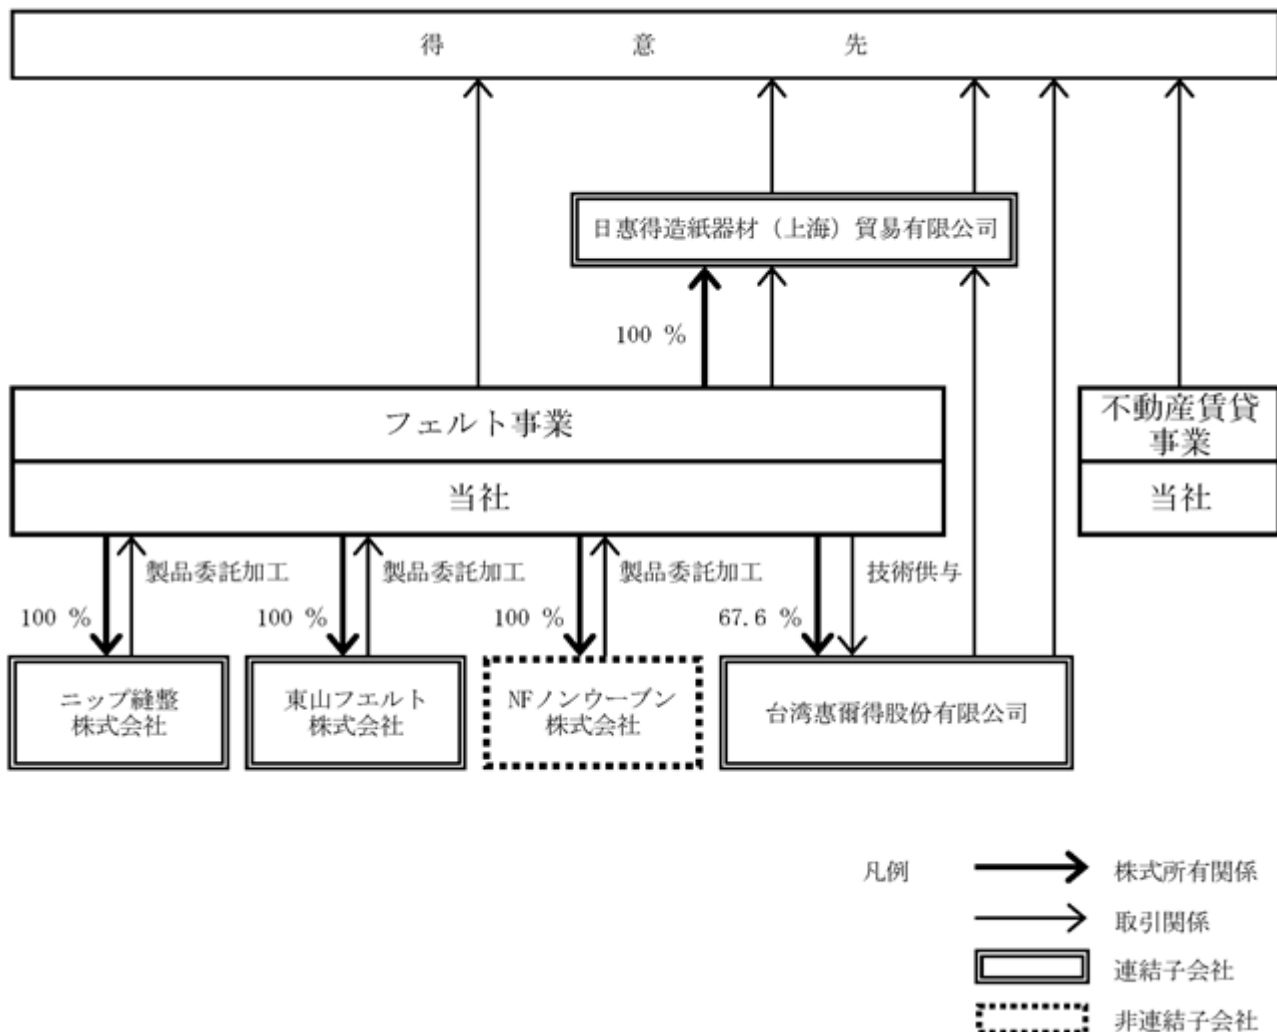 得意先
日惠得造紙器材（上海）貿易有限公司
100 %
フェルト事業
当社
不動産賃貸
事業
当社
製品委託加工
製品委託加工
製品委託加工
技術供与
100 %
100 %
100 %
67.6 %
ニップ縫整
株式会社
東山フエルト
株式会社
NFノンウーブン
株式会社
台湾惠爾得股份有限公司
凡例
株式所有関係
取引関係
連結子会社
非連結子会社